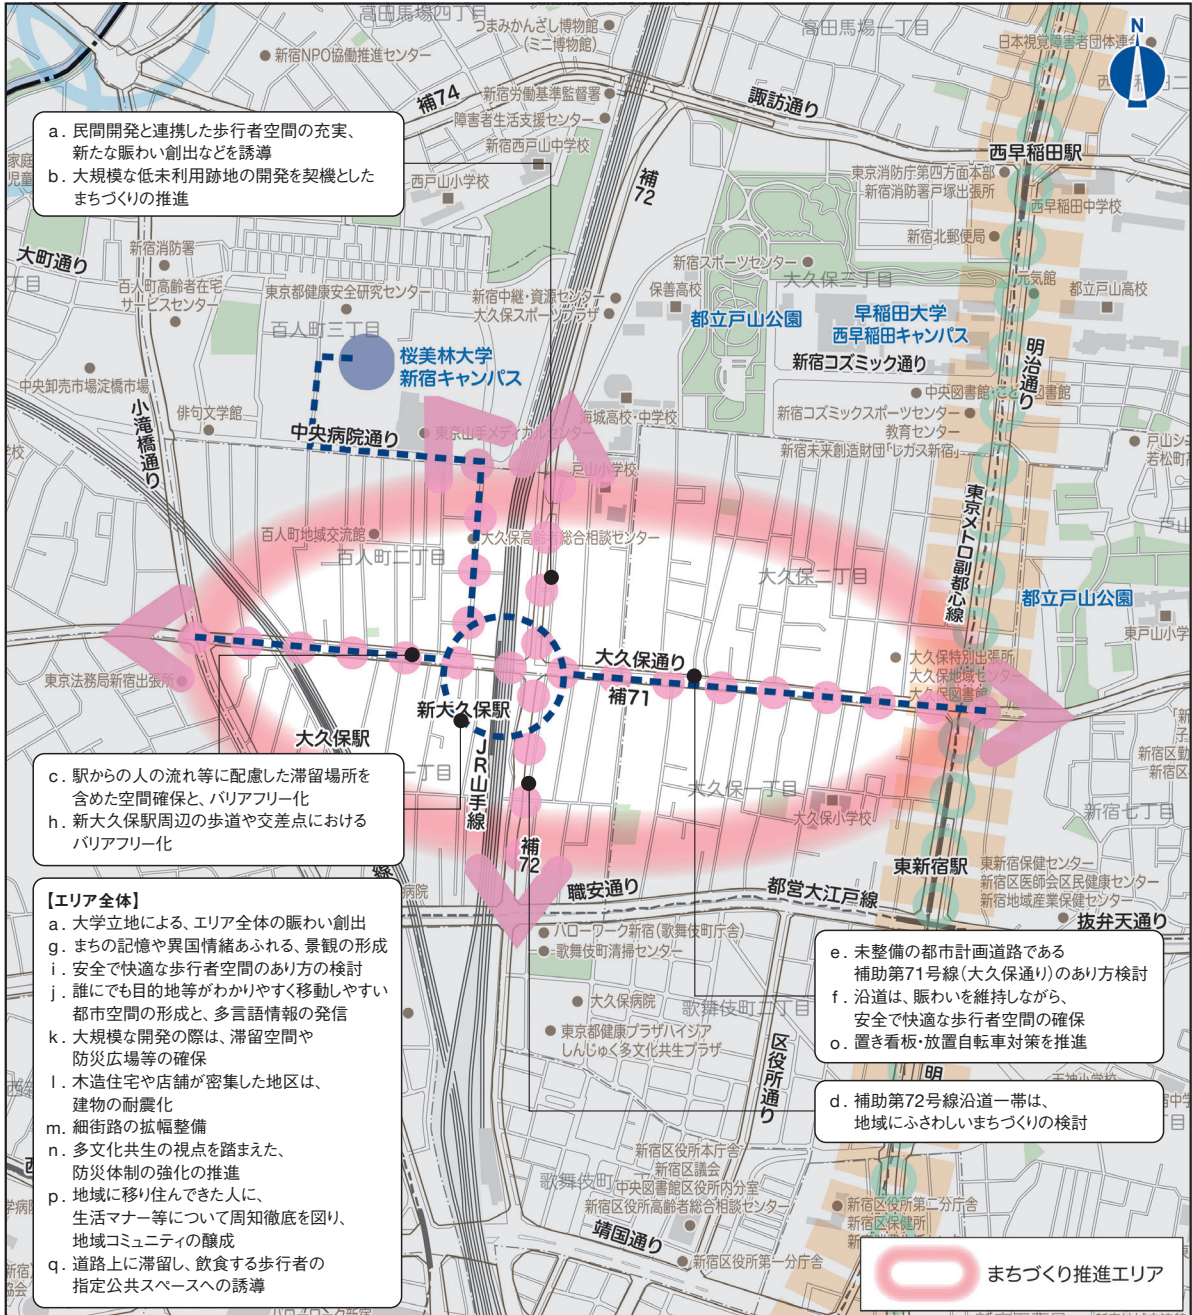 高田馬場四丁目
つまみかんざし博物館
(ミニ博物館)
高田馬場一丁目
日本視覚障害者団体連合
N
新宿NPO協働推進センター
補74
新宿労働基準監督署
障害者生活支援センター
諏訪通り
新宿西戸山中学校
西戸山小学校
補72
西早稲田駅
東京消防庁第四方面本部
新宿消防署戸塚出張所
西早稲田中学校
新宿北郵便局
a. 民間開発と連携した歩行者空間の充実、
新たな賑わい創出などを誘導
b. 大規模な低未利用跡地の開発を契機とした
まちづくりの推進
大町通り
新宿消防署
百人町高齢者在宅
サービスセンター
東京都健康安全研究センター
百人町三丁目
新宿スポーツセンター
大久保三丁目
元気館
新宿中継・資源センター
大久保スポーツプラザ
保善高校
都立戸山公園
早稲田大学
西早稲田キャンパス
都立戸山高校
桜美林大学
新宿キャンパス
新宿コズミック通り
明治通り
中央卸売市場淀橋市場
小滝橋通り
俳句文学館
中央病院通り
東京山手メディカルセンター
海城高校・中学校
新宿コズミックスポーツセンター
教育センター
新宿未来創造財団「レガス新宿」
戸山小学校
東京メトロ副都心線
百人町地域交流館
百人町二丁目
大久保高齢者総合相談センター
大久保二丁目
都立戸山公園
東戸山小学
大久保通り
補71
大久保特別出張所
大久保地域センター
大久保図書館
東京法務局新宿出張所
新大久保駅
大久保駅
JR山手線
c. 駅からの人の流れ等に配慮した滞留場所を
含めた空間確保と、バリアフリー化
h. 新大久保駅周辺の歩道や交差点における
バリアフリー化
一丁目
大久保一丁目
大久保小学校
新宿七丁目
補72
職安通り
都営大江戸線
東新宿駅
東新宿保健センター
新宿区医師会区民健康センター
新宿地域産業保健センター
抜弁天通り
ハローワーク新宿(歌舞伎町庁舎)
歌舞伎町清掃センター
【エリア全体】
a. 大学立地による、エリア全体の賑わい創出
g. まちの記憶や異国情緒あふれる、景観の形成
i. 安全で快適な歩行者空間のあり方の検討
j. 誰にでも目的地等がわかりやすく移動しやすい
都市空間の形成と、多言語情報の発信
k. 大規模な開発の際は、滞留空間や
防災広場等の確保
l. 木造住宅や店舗が密集した地区は、
建物の耐震化
m. 細街路の拡幅整備
n. 多文化共生の視点を踏まえた、
防災体制の強化の推進
p. 地域に移り住んできた人に、
生活マナー等について周知徹底を図り、
地域コミュニティの醸成
q. 道路上に滞留し、飲食する歩行者の
指定公共スペースへの誘導
大久保病院
東京都健康プラザハイジア
しんじゅく多文化共生プラザ
歌舞伎町二丁目
区役所通り
e. 未整備の都市計画道路である
補助第71号線(大久保通り)のあり方検討
f. 沿道は、賑わいを維持しながら、
安全で快適な歩行者空間の確保
o. 置き看板・放置自転車対策を推進
d. 補助第72号線沿道一帯は、
地域にふさわしいまちづくりの検討
歌舞伎町
新宿区役所本庁舎
新宿区議会
中央図書館区役所内分室
新宿区役所高齢者総合相談センター
靖国通り
新宿区役所第一分庁舎
新宿区役所第二分庁舎
新宿区保健所
まちづくり推進エリア